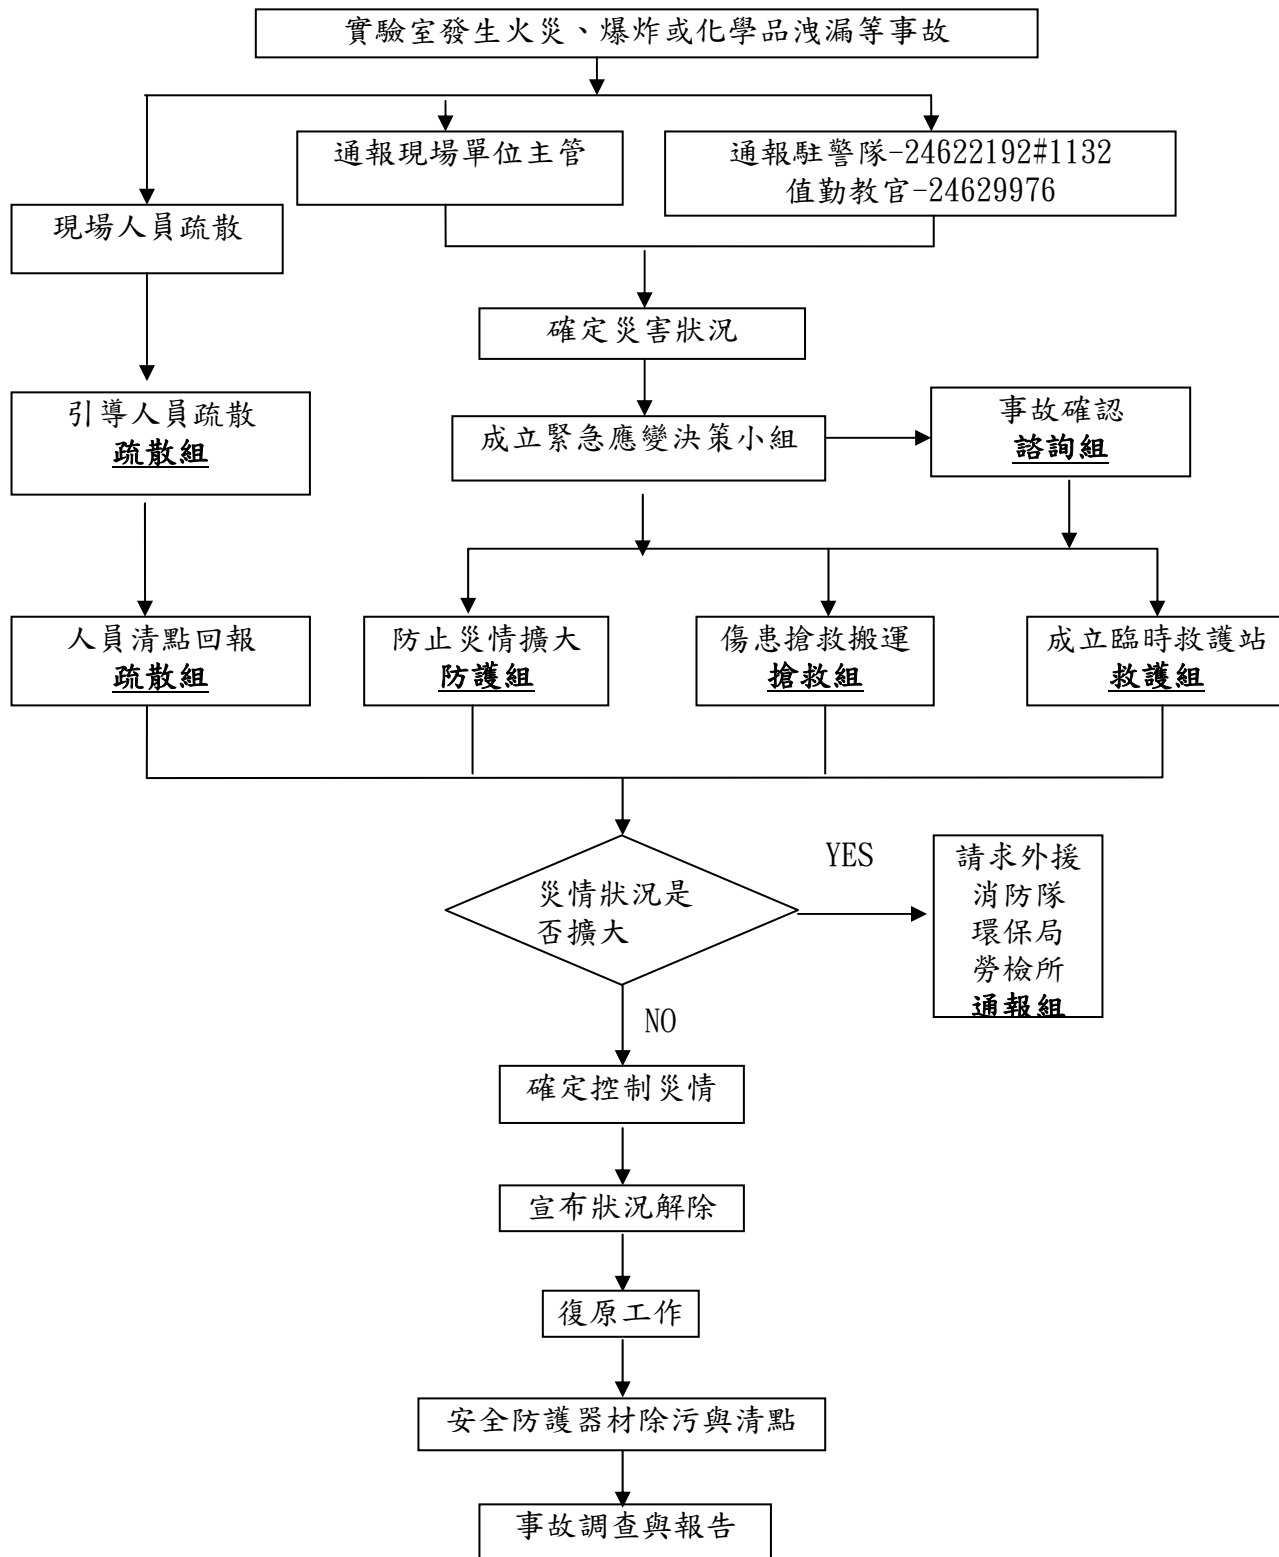 實驗室發生火災、爆炸或化學品洩漏等事故
通報現場單位主管
通報駐警隊-24622192#1132
值勤教官-24629976
現場人員疏散
確定災害狀況
引導人員疏散
疏散組
成立緊急應變決策小組
事故確認
諮詢組
人員清點回報
疏散組
防止災情擴大
防護組
傷患搶救搬運
搶救組
成立臨時救護站
救護組
災情狀況是
否擴大
YES
請求外援
消防隊
環保局
勞檢所
通報組
NO
確定控制災情
宣布狀況解除
復原工作
安全防護器材除污與清點
事故調查與報告